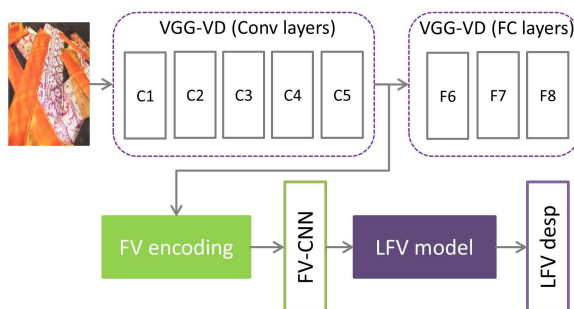 VGG-VD (Conv layers)
VGG-VD (FC layers)
C1
C2
C3
C4
C5
F6
F7
F8
FV encoding
FV-CNN
LFV model
LFV desp